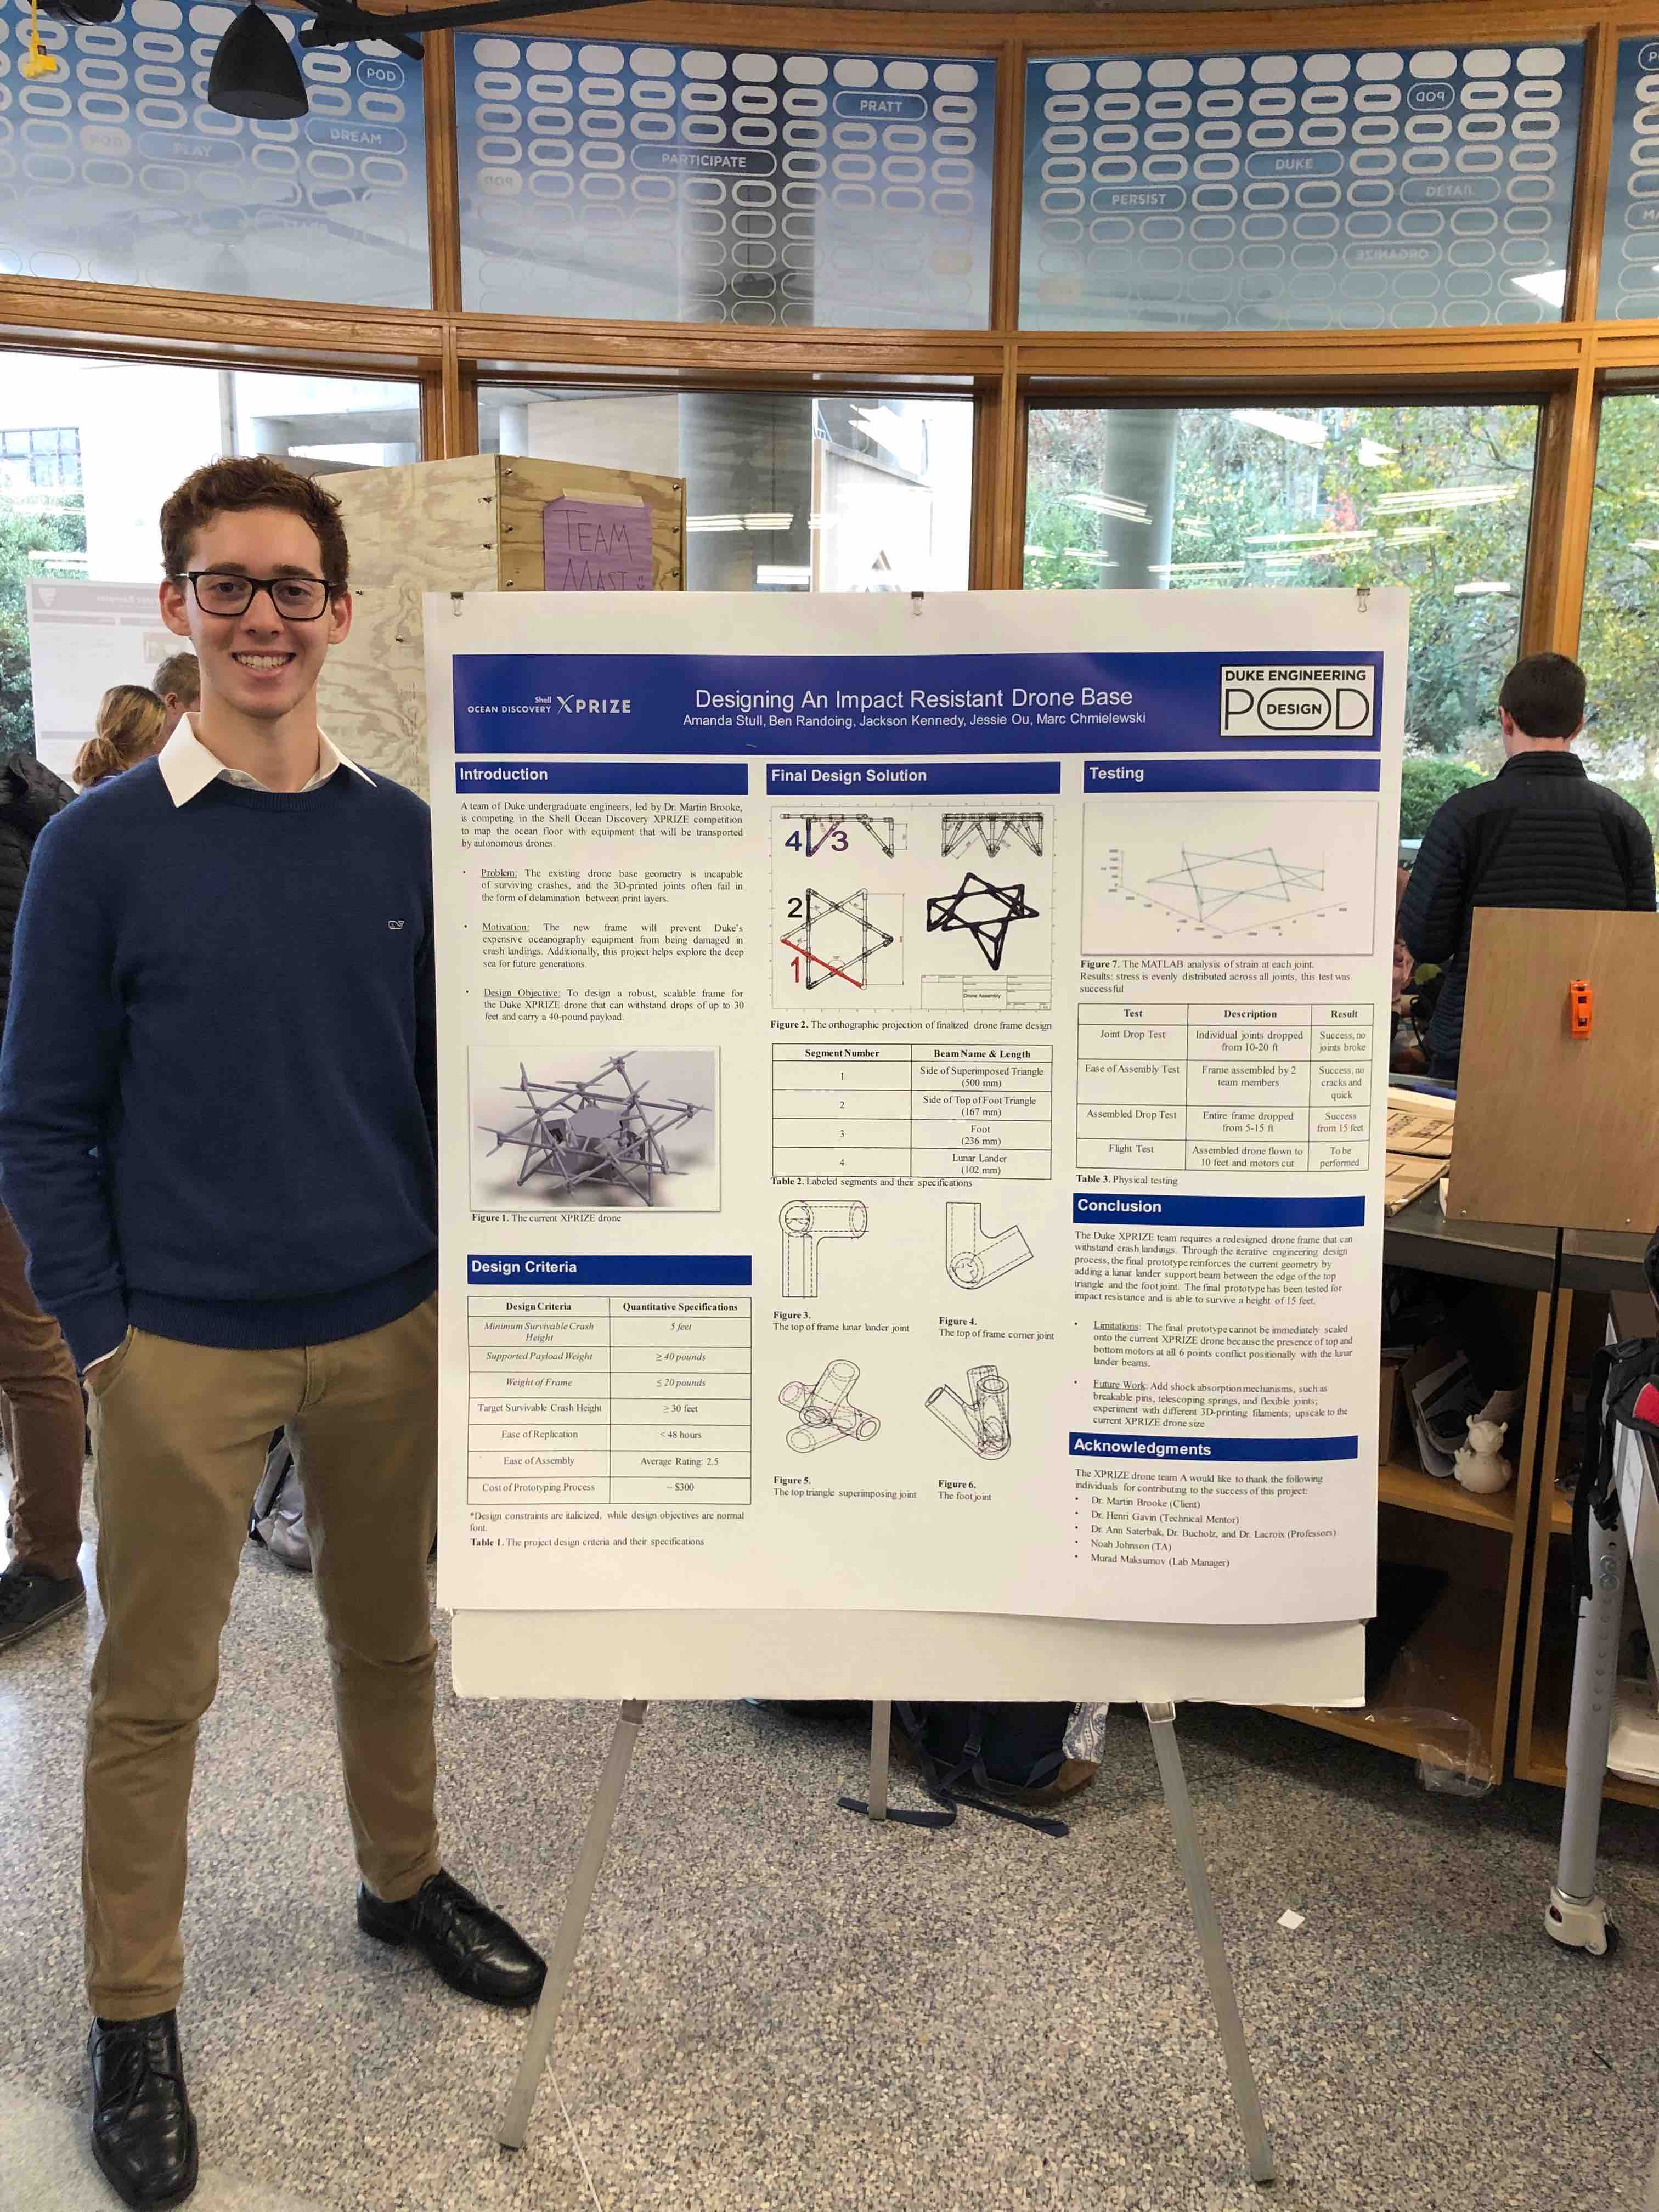 POD
DREAM
PLAY
PRATT
PARTICIPATE
POD
DUKE
PERSIST
DETAIL
ORGANIZE
TEAM
MAST
Shell
OCEAN DISCOVERY XPRIZE
Designing An Impact Resistant Drone Base
Amanda Stull, Ben Randoing, Jackson Kennedy, Jessie Ou, Marc Chmielewski
DUKE ENGINEERING
POD
DESIGN
Introduction
A team of Duke undergraduate engineers, led by Dr. Martin Brooke,
is competing in the Shell Ocean Discovery XPRIZE competition
to map the ocean floor with equipment that will be transported
by autonomous drones.
• Problem: The existing drone base geometry is incapable
of surviving crashes, and the 3D-printed joints often fail in
the form of delamination between print layers.
• Motivation: The new frame will prevent Duke's
expensive oceanography equipment from being damaged in
crash landings. Additionally, this project helps explore the deep
sea for future generations.
• Design Objective: To design a robust, scalable frame for
the Duke XPRIZE drone that can withstand drops of up to 30
feet and carry a 40-pound payload.
Figure 1. The current XPRIZE drone
Design Criteria
Design Criteria Quantitative Specifications
Minimum Survivable Crash
Height 5 feet
Supported Payload Weight ≥ 40 pounds
Weight of Frame ≤ 20 pounds
Target Survivable Crash Height ≥ 30 feet
Ease of Replication < 48 hours
Ease of Assembly Average Rating: 2.5
Cost of Prototyping Process ~ $300
*Design constraints are italicized, while design objectives are normal
font.
Table 1. The project design criteria and their specifications
Final Design Solution
4 3
2
1
Drone Assembly
Figure 2. The orthographic projection of finalized drone frame design
Segment Number Beam Name & Length
1 Side of Superimposed Triangle
(500 mm)
2 Side of Top of Foot Triangle
(167 mm)
3 Foot
(236 mm)
4 Lunar Lander
(102 mm)
Table 2. Labeled segments and their specifications
Figure 3.
The top of frame lunar lander joint
Figure 4.
The top of frame corner joint
Figure 5.
The top triangle superimposing joint
Figure 6.
The foot joint
Testing
Figure 7. The MATLAB analysis of strain at each joint.
Results: stress is evenly distributed across all joints, this test was
successful
Test Description Result
Joint Drop Test Individual joints dropped
from 10-20 ft Success, no
joints broke
Ease of Assembly Test Frame assembled by 2
team members Success, no
cracks and
quick
Assembled Drop Test Entire frame dropped
from 5-15 ft Success
from 15 feet
Flight Test Assembled drone flown to
10 feet and motors cut To be
performed
Table 3. Physical testing
Conclusion
The Duke XPRIZE team requires a redesigned drone frame that can
withstand crash landings. Through the iterative engineering design
process, the final prototype reinforces the current geometry by
adding a lunar lander support beam between the edge of the top
triangle and the foot joint. The final prototype has been tested for
impact resistance and is able to survive a height of 15 feet.
• Limitations: The final prototype cannot be immediately scaled
onto the current XPRIZE drone because the presence of top and
bottom motors at all 6 points conflict positionally with the lunar
lander beams.
• Future Work: Add shock absorption mechanisms, such as
breakable pins, telescoping springs, and flexible joints;
experiment with different 3D-printing filaments; upscale to the
current XPRIZE drone size
Acknowledgments
The XPRIZE drone team A would like to thank the following
individuals for contributing to the success of this project:
• Dr. Martin Brooke (Client)
• Dr. Henri Gavin (Technical Mentor)
• Dr. Ann Saterbak, Dr. Bucholz, and Dr. Lacroix (Professors)
• Noah Johnson (TA)
• Murad Maksumov (Lab Manager)